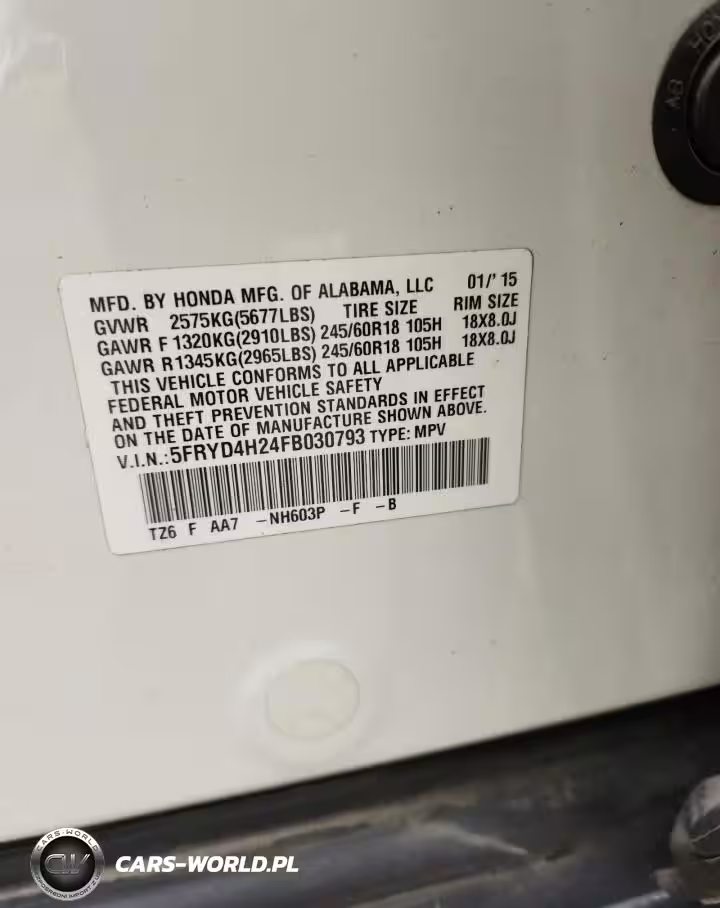 MFD. BY HONDA MFG. OF ALABAMA, LLC 01/'15
GVWR 2575KG(5677LBS) TIRE SIZE RIM SIZE
GAWR F 1320KG(2910LBS) 245/60R18 105H 18X8.0J
GAWR R 1345KG(2965LBS) 245/60R18 105H 18X8.0J
THIS VEHICLE CONFORMS TO ALL APPLICABLE
FEDERAL MOTOR VEHICLE SAFETY
AND THEFT PREVENTION STANDARDS IN EFFECT
ON THE DATE OF MANUFACTURE SHOWN ABOVE.
V.I.N.:5FRYD4H24FB030793 TYPE: MPV
TZ6 F AA7 -NH603P -F -B
CARS-WORLD
CW
CARS-WORLD.PL